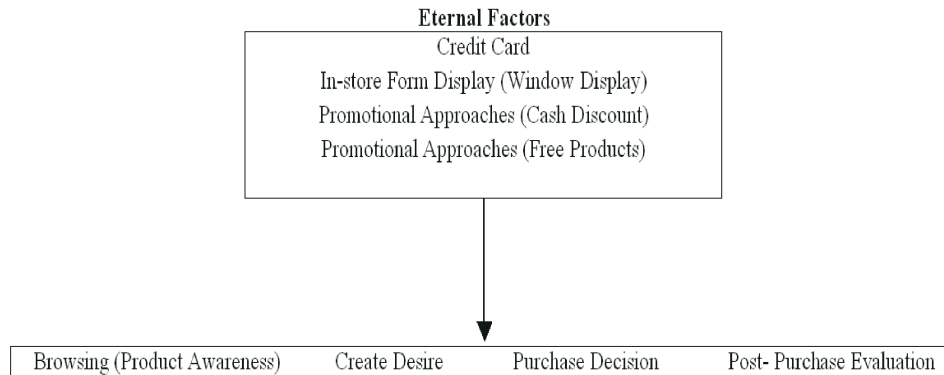 Eternal Factors
Credit Card
In-store Form Display (Window Display)
Promotional Approaches (Cash Discount)
Promotional Approaches (Free Products)
Browsing (Product Awareness) Create Desire Purchase Decision Post- Purchase Evaluation